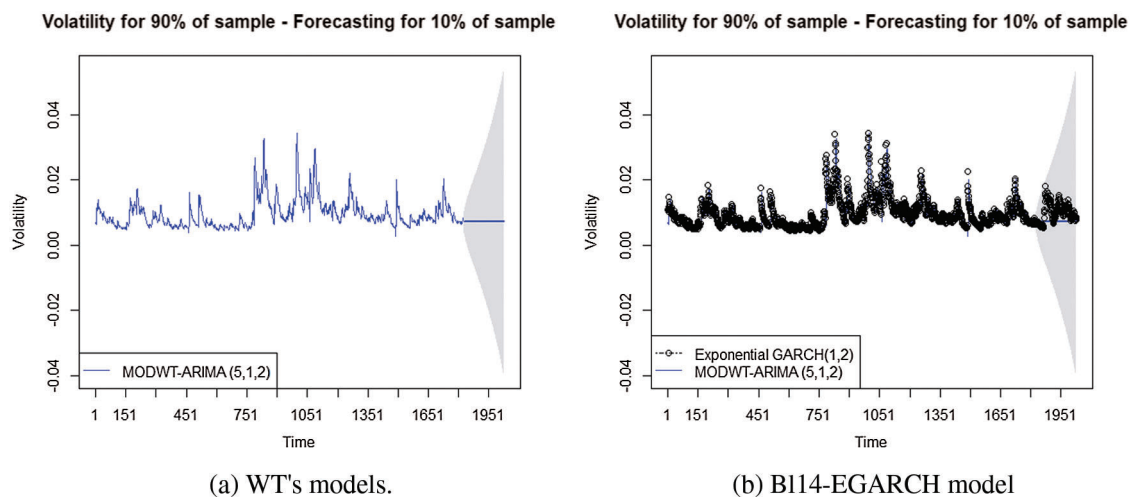 Volatility for 90% of sample - Forecasting for 10% of sample
Volatility
0.04
0.02
0.00
-0.02
-0.04
MODWT-ARIMA (5,1,2)
1 151 451 751 1051 1351 1651 1951
Time
(a) WT's models.
Volatility for 90% of sample - Forecasting for 10% of sample
Volatility
0.04
0.02
0.00
-0.02
-0.04
Exponential GARCH(1,2)
MODWT-ARIMA (5,1,2)
1 151 451 751 1051 1351 1651 1951
Time
(b) Bl14-EGARCH model